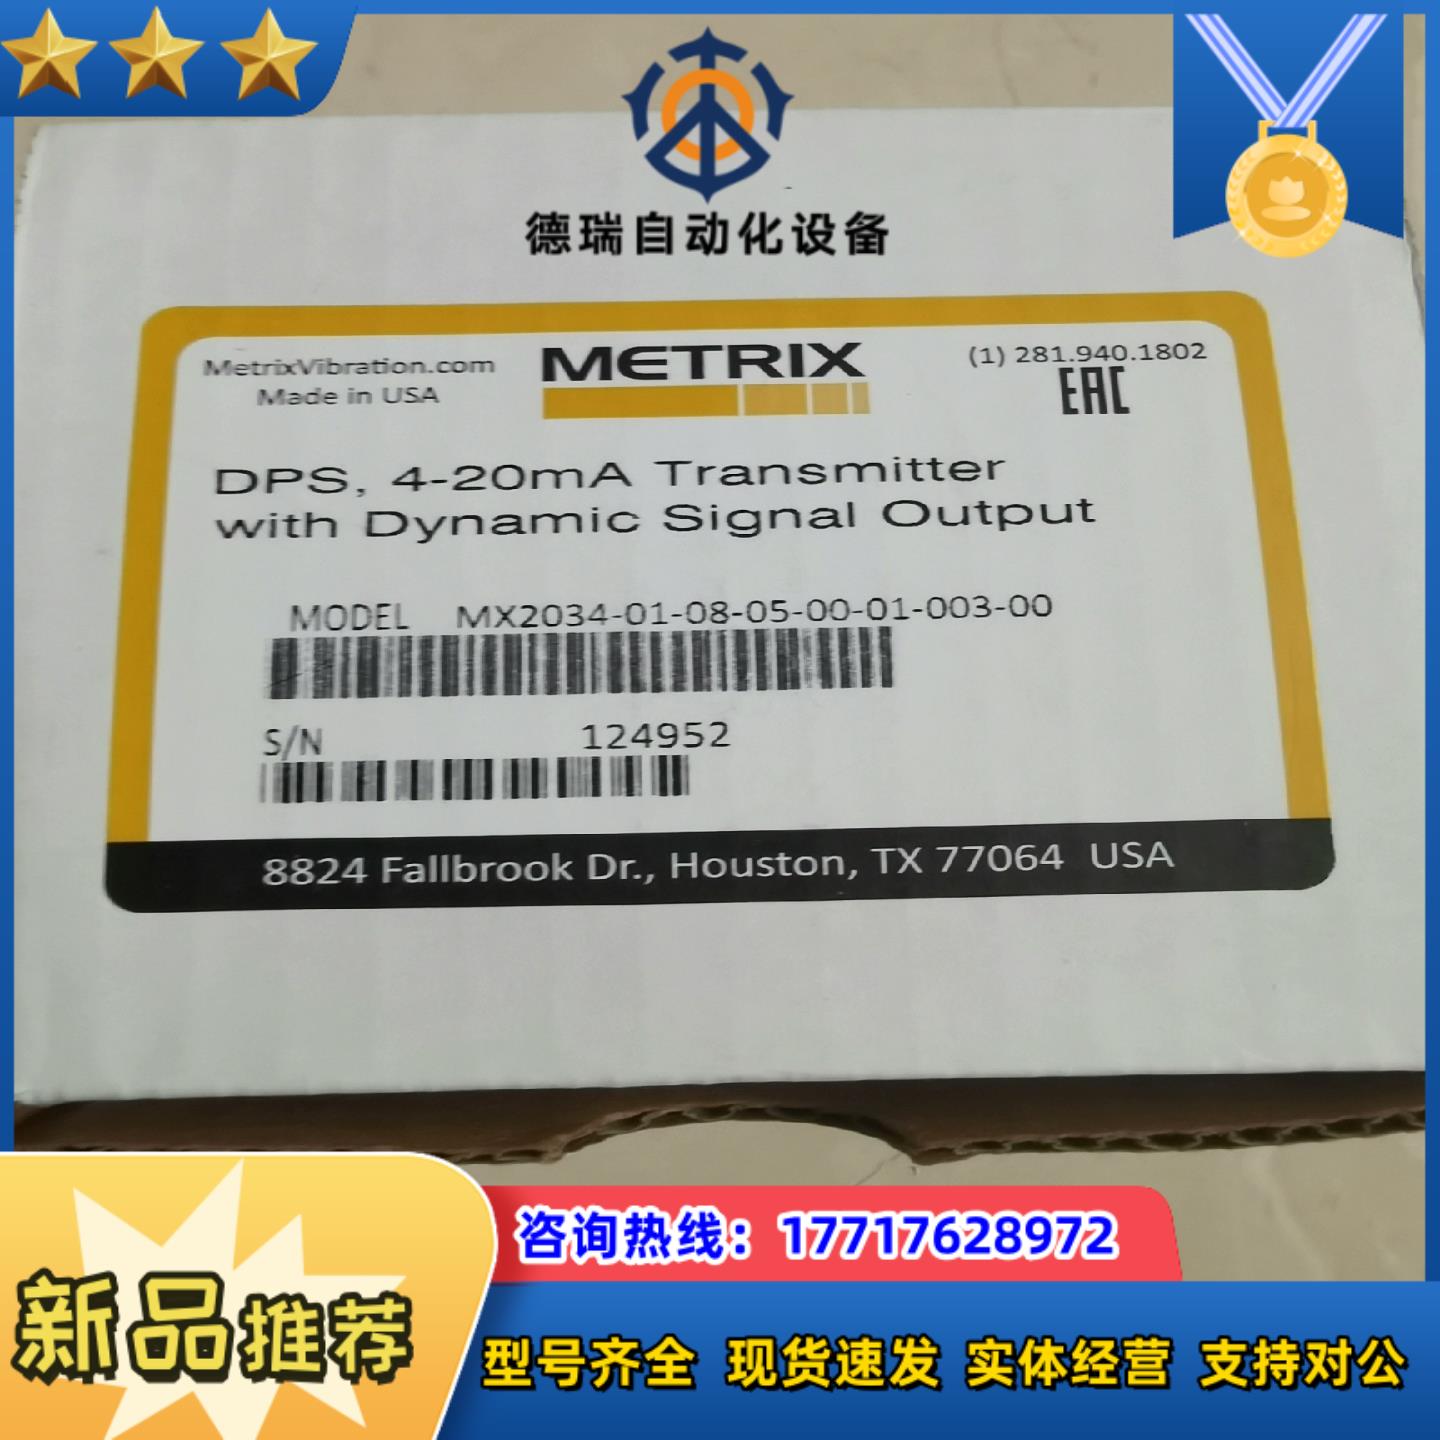 德瑞自动化设备
MetrixVibration.com
Made in USA
METRIX
(1) 281.940.1802
EAC
DPS, 4-20mA Transmitter
with Dynamic Signal Output
MODEL MX2034-01-08-05-00-01-003-00
S/N 124952
8824 Fallbrook Dr., Houston, TX 77064 USA
咨询热线：17717628972
新品推荐
型号齐全 现货速发 实体经营 支持对公